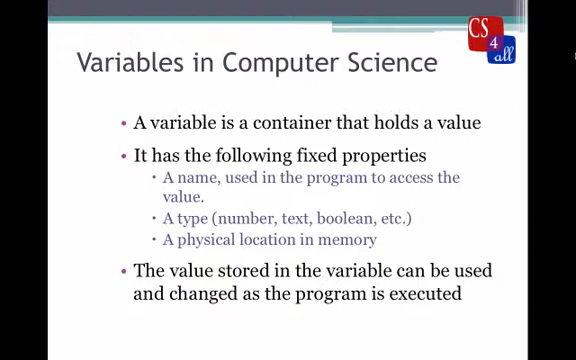 CS
4
all
Variables in Computer Science
• A variable is a container that holds a value
• It has the following fixed properties
▪ A name, used in the program to access the
value.
▪ A type (number, text, boolean, etc.)
▪ A physical location in memory
• The value stored in the variable can be used
and changed as the program is executed